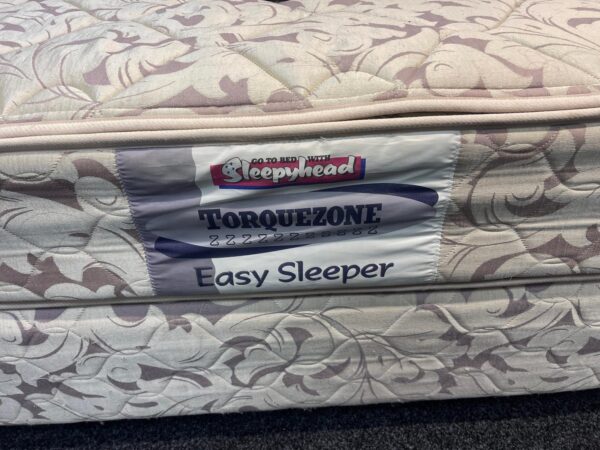 GO TO BED WITH
Sleepyhead
TORQUEZONE
Easy Sleeper